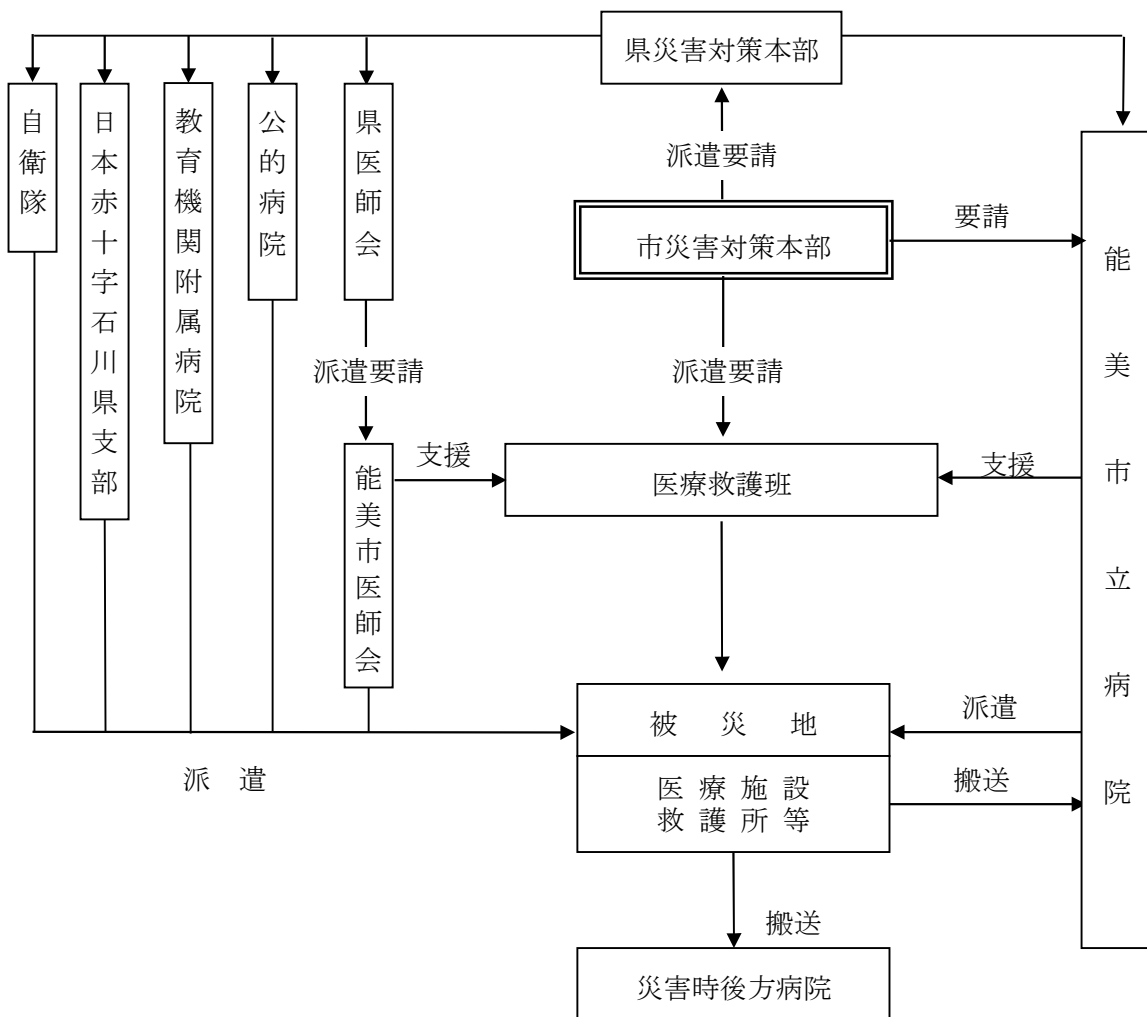 県災害対策本部
自衛隊
日本赤十字石川県支部
教育機関附属病院
公的病院
県医師会
派遣要請
市災害対策本部
要請
能美市立病院
派遣要請
派遣要請
能美市医師会
支援
医療救護班
支援
被災地
派遣
派遣
医療施設
救護所等
搬送
搬送
災害時後方病院